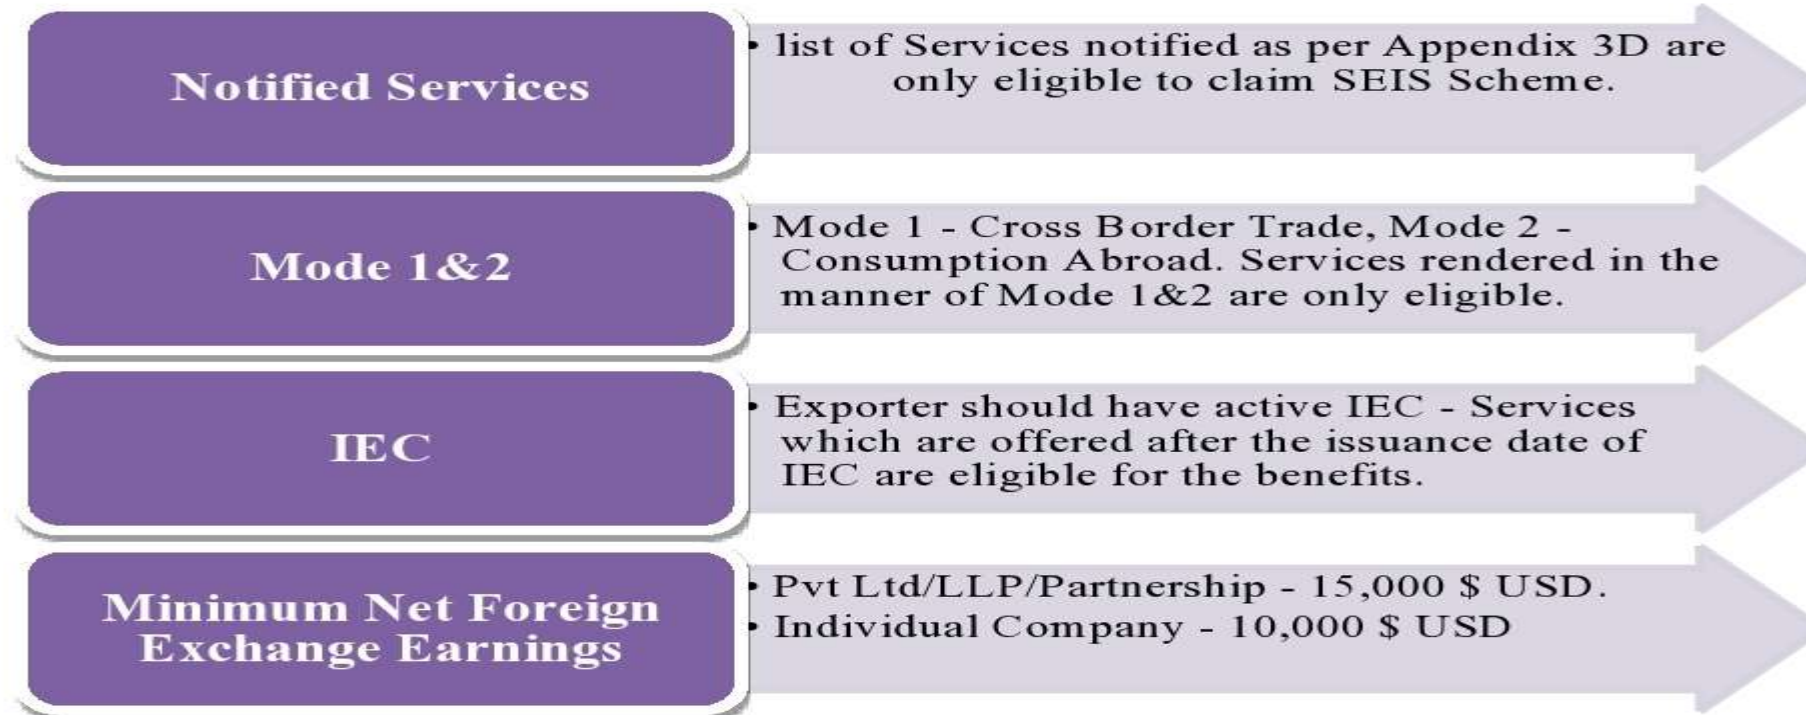 Notified Services
• list of Services notified as per Appendix 3D are
only eligible to claim SEIS Scheme.
Mode 1&2
• Mode 1 - Cross Border Trade, Mode 2 -
Consumption Abroad. Services rendered in the
manner of Mode 1&2 are only eligible.
IEC
• Exporter should have active IEC - Services
which are offered after the issuance date of
IEC are eligible for the benefits.
Minimum Net Foreign
Exchange Earnings
• Pvt Ltd/LLP/Partnership - 15,000 $ USD.
• Individual Company - 10,000 $ USD